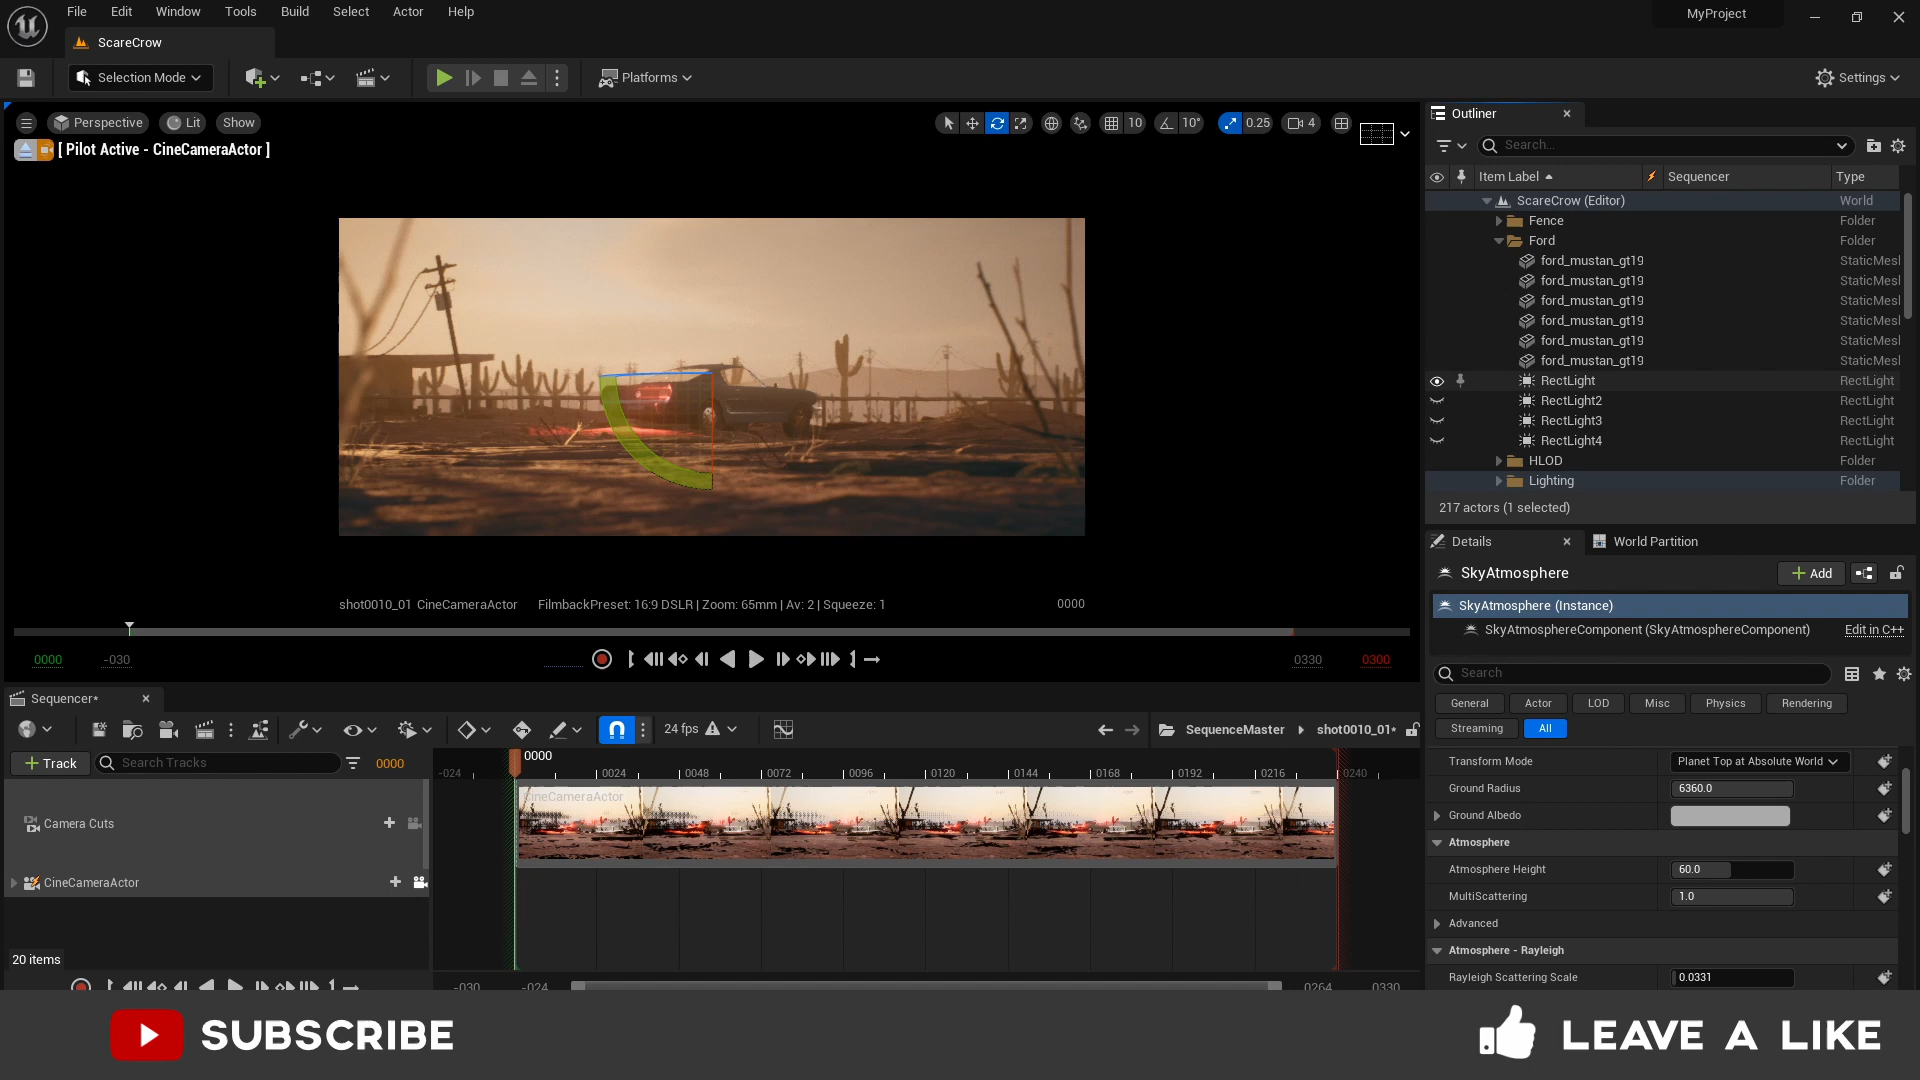 File Edit Window Tools Build Select Actor Help
MyProject
ScareCrow
Selection Mode
Platforms
Settings
Perspective Lit Show
10 10° 0.25 4
[ Pilot Active - CineCameraActor ]
shot0010_01 CineCameraActor FilmbackPreset: 16:9 DSLR | Zoom: 65mm | Av: 2 | Squeeze: 1 0000
0000 -030 0330 0300
Sequencer*
24 fps
SequenceMaster shot0010_01*
+ Track Search Tracks 0000
0000
-024 0024 0048 0072 0096 0120 0144 0168 0192 0216 0240
CineCameraActor
Camera Cuts
CineCameraActor
20 items
-030 -024 0264 0330
Outliner
Search...
Item Label Sequencer Type
ScareCrow (Editor) World
Fence Folder
Ford Folder
ford_mustan_gt19 StaticMesl
ford_mustan_gt19 StaticMesl
ford_mustan_gt19 StaticMesl
ford_mustan_gt19 StaticMesl
ford_mustan_gt19 StaticMesl
ford_mustan_gt19 StaticMesl
RectLight RectLight
RectLight2 RectLight
RectLight3 RectLight
RectLight4 RectLight
HLOD Folder
Lighting Folder
217 actors (1 selected)
Details World Partition
SkyAtmosphere + Add
SkyAtmosphere (Instance)
SkyAtmosphereComponent (SkyAtmosphereComponent) Edit in C++
Search
General Actor LOD Misc Physics Rendering
Streaming All
Transform Mode Planet Top at Absolute World
Ground Radius 6360.0
Ground Albedo
Atmosphere
Atmosphere Height 60.0
MultiScattering 1.0
Advanced
Atmosphere - Rayleigh
Rayleigh Scattering Scale 0.0331
SUBSCRIBE
LEAVE A LIKE